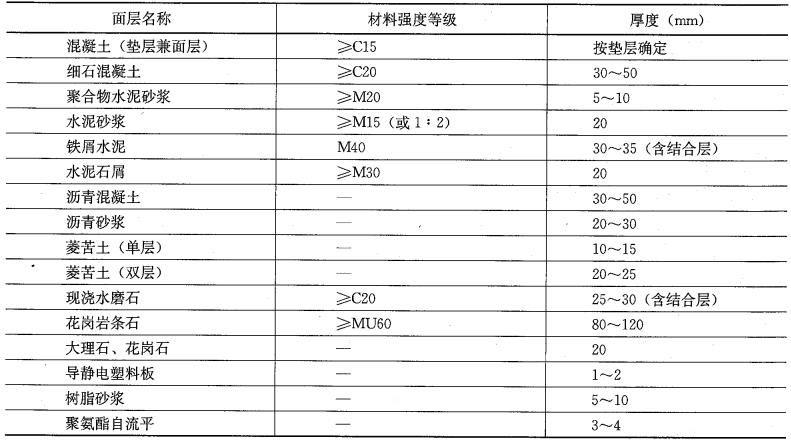 面层名称 材料强度等级 厚度（mm）
混凝土（垫层兼面层） ≥C15 按垫层确定
细石混凝土 ≥C20 30～50
聚合物水泥砂浆 ≥M20 5～10
水泥砂浆 ≥M15（或1∶2） 20
铁屑水泥 M40 30～35（含结合层）
水泥石屑 ≥M30 20
沥青混凝土 — 30～50
沥青砂浆 — 20～30
菱苦土（单层） — 10～15
菱苦土（双层） — 20～25
现浇水磨石 ≥C20 25～30（含结合层）
花岗岩条石 ≥MU60 80～120
大理石、花岗石 — 20
导静电塑料板 — 1～2
树脂砂浆 — 5～10
聚氨酯自流平 — 3～4